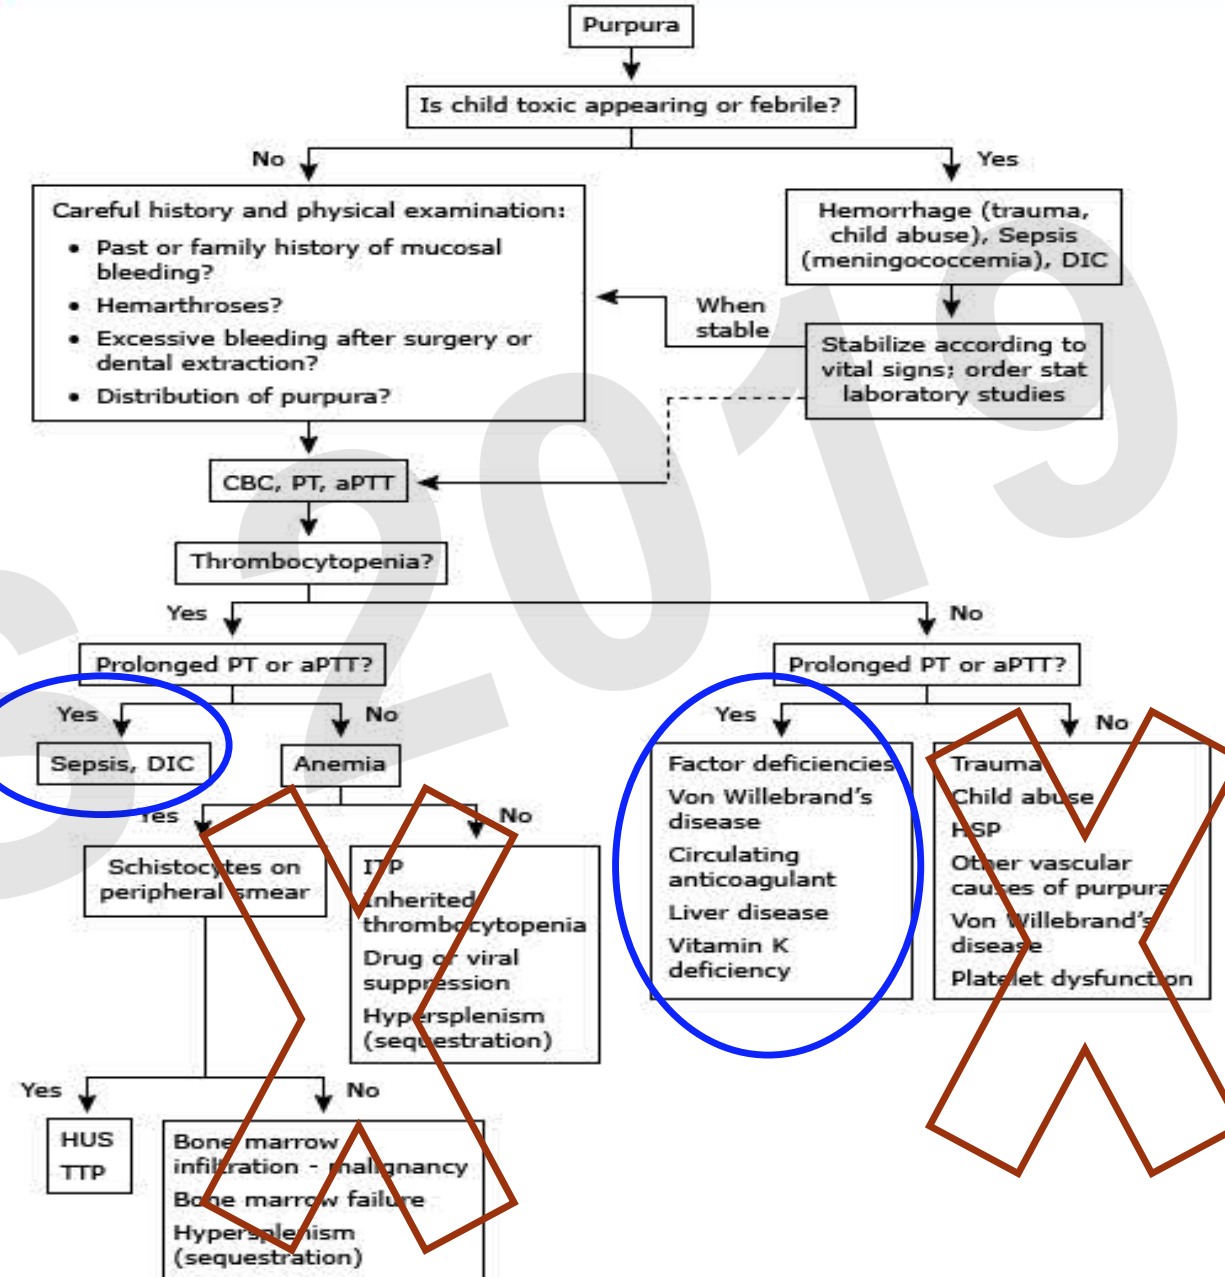 Purpura
Is child toxic appearing or febrile?
No
Yes
Careful history and physical examination:
• Past or family history of mucosal
bleeding?
• Hemarthroses?
• Excessive bleeding after surgery or
dental extraction?
• Distribution of purpura?
Hemorrhage (trauma,
child abuse), Sepsis
(meningococcemia), DIC
When
stable
Stabilize according to
vital signs; order stat
laboratory studies
CBC, PT, aPTT
Thrombocytopenia?
Yes
No
Prolonged PT or aPTT?
Prolonged PT or aPTT?
Yes
No
Yes
No
Sepsis, DIC
Anemia
Factor deficiencies
Von Willebrand's
disease
Circulating
anticoagulant
Liver disease
Vitamin K
deficiency
Trauma
Child abuse
HSP
Other vascular
causes of purpura
Von Willebrand's
disease
Platelet dysfunction
Yes
No
Schistocytes on
peripheral smear
ITP
Inherited
thrombocytopenia
Drug or viral
suppression
Hypersplenism
(sequestration)
Yes
No
HUS
TTP
Bone marrow
infiltration - malignancy
Bone marrow failure
Hypersplenism
(sequestration)
S 2019